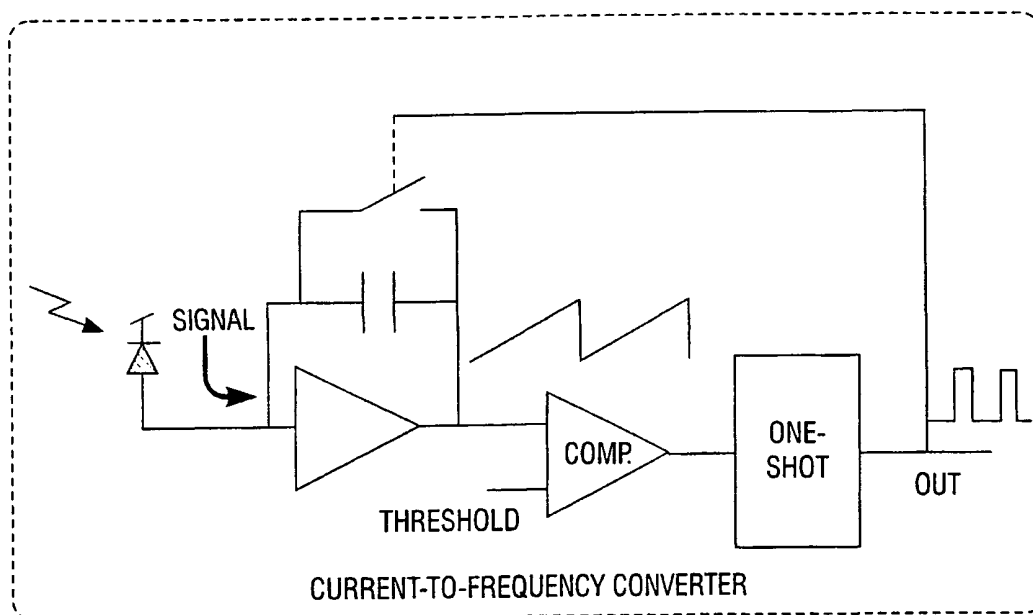 SIGNAL
COMP.
ONE-
SHOT
OUT
THRESHOLD
CURRENT-TO-FREQUENCY CONVERTER